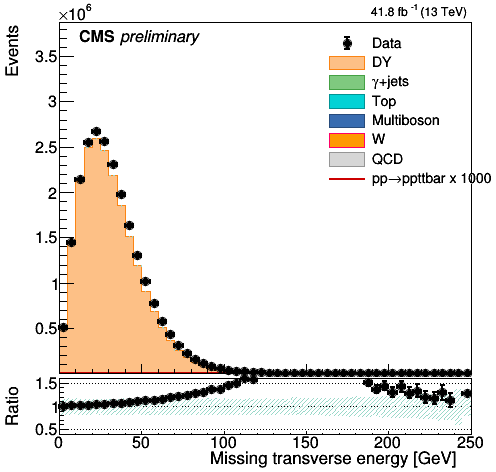 ×10⁶
41.8 fb⁻¹ (13 TeV)
CMS preliminary
Events
3.5
3
2.5
2
1.5
1
0.5
Data
DY
γ+jets
Top
Multiboson
W
QCD
pp→ppttbar x 1000
Ratio
1.5
1
0.5
0 50 100 150 200 250
Missing transverse energy [GeV]